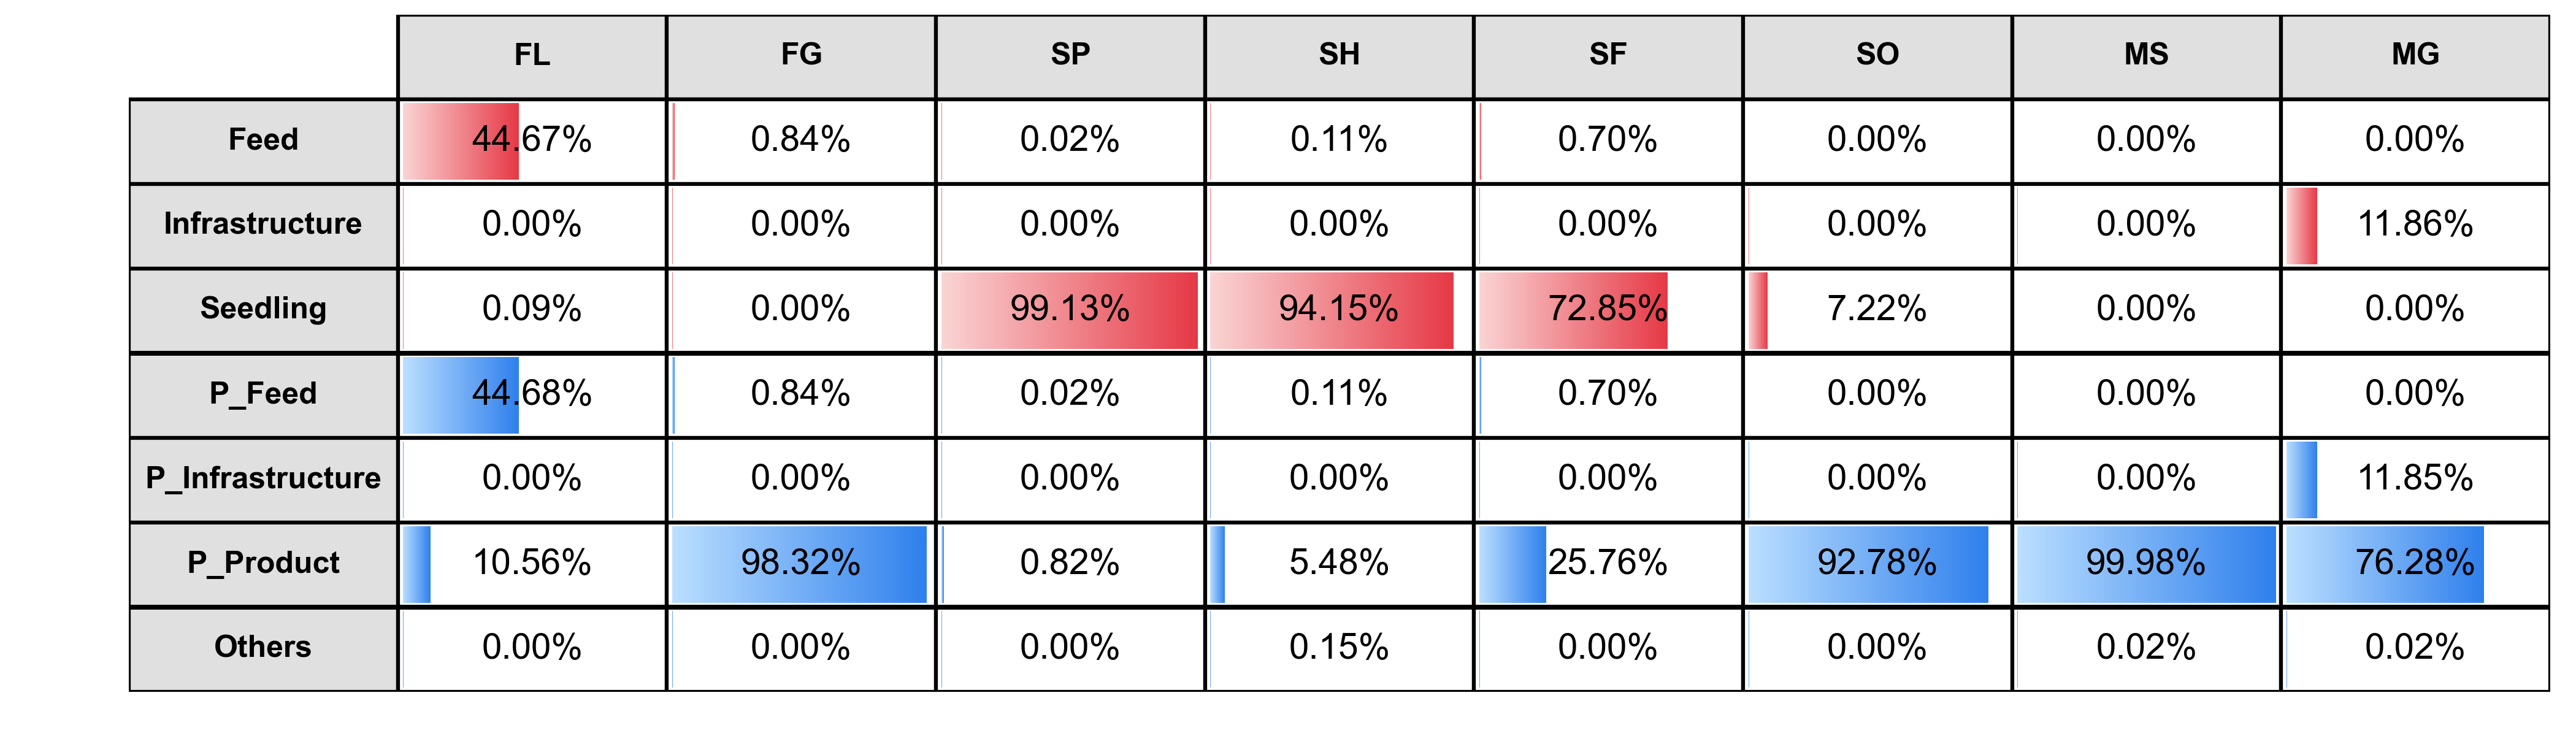 FL FG SP SH SF SO MS MG
Feed 44.67% 0.84% 0.02% 0.11% 0.70% 0.00% 0.00% 0.00%
Infrastructure 0.00% 0.00% 0.00% 0.00% 0.00% 0.00% 0.00% 11.86%
Seedling 0.09% 0.00% 99.13% 94.15% 72.85% 7.22% 0.00% 0.00%
P_Feed 44.68% 0.84% 0.02% 0.11% 0.70% 0.00% 0.00% 0.00%
P_Infrastructure 0.00% 0.00% 0.00% 0.00% 0.00% 0.00% 0.00% 11.85%
P_Product 10.56% 98.32% 0.82% 5.48% 25.76% 92.78% 99.98% 76.28%
Others 0.00% 0.00% 0.00% 0.15% 0.00% 0.00% 0.02% 0.02%